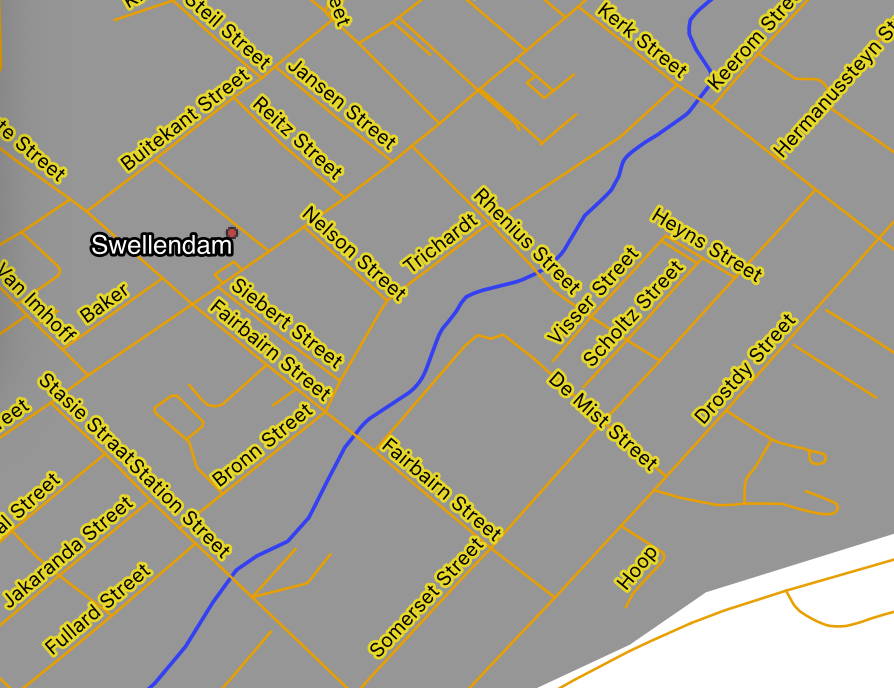 Steil Street
Kerk Street
Keerom Street
Hermanussteyn
Jansen Street
Buitekant Street
Reitz Street
Street
Swellendam
Nelson Street
Trichardt
Rhenius Street
Heyns Street
Visser Street
Scholtz Street
Van Imhoff
Baker
Siebert Street
Fairbairn Street
Drostdy Street
De Mist Street
Stasie Straat
Station Street
Bronn Street
Fairbairn Street
Street
Jakaranda Street
Fullard Street
Somerset Street
Hoop